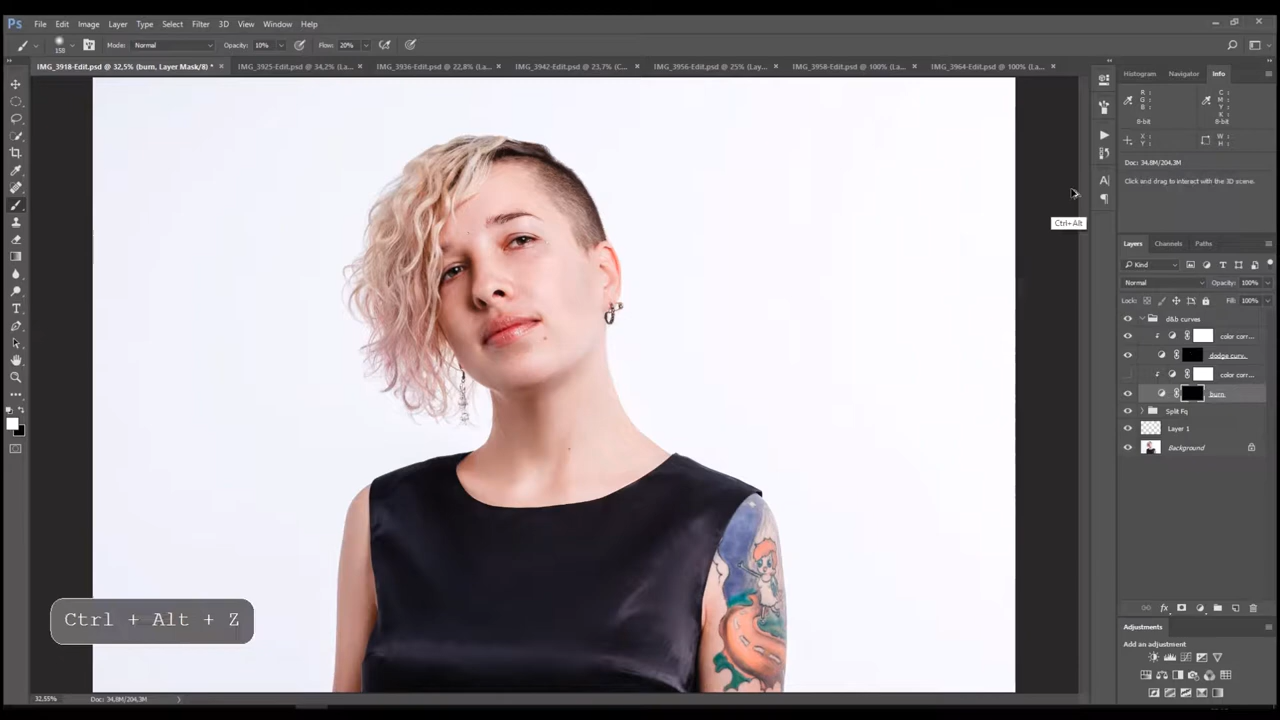 Ps File Edit Image Layer Type Select Filter 3D View Window Help
158 Mode: Normal Opacity: 10% Flow: 20%
IMG_3918-Edit.psd @ 32,5% (burn, Layer Mask/8) * × IMG_3925-Edit.psd @ 34,2% (La... × IMG_3936-Edit.psd @ 22,8% (La... × IMG_3942-Edit.psd @ 23,7% (C... × IMG_3956-Edit.psd @ 25% (Lay... × IMG_3958-Edit.psd @ 100% (La... × IMG_3964-Edit.psd @ 100% (La... ×
Histogram Navigator Info
R: C:
G: M:
B: Y:
K:
8-bit 8-bit
X: W:
Y: H:
Doc: 34,8M/204,3M
Click and drag to interact with the 3D scene.
Ctrl+Alt
Layers Channels Paths
Kind
Normal Opacity: 100%
Lock: Fill: 100%
d&b curves
color corr...
dodge curv...
color corr...
burn
Split Fq
Layer 1
Background
Ctrl + Alt + Z
Adjustments
Add an adjustment
32,55% Doc: 34,8M/204,3M